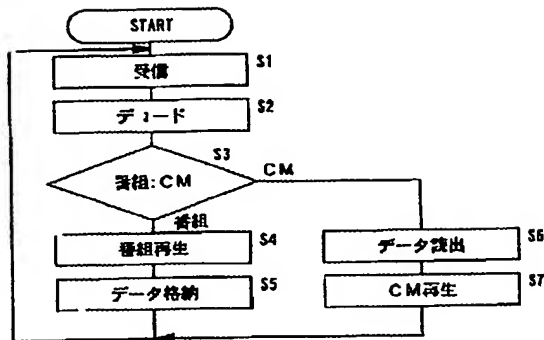 START
受信 S1
デコード S2
S3
番組:CM CM
番組
番組再生 S4
データ格納 S5
データ読出 S6
CM再生 S7